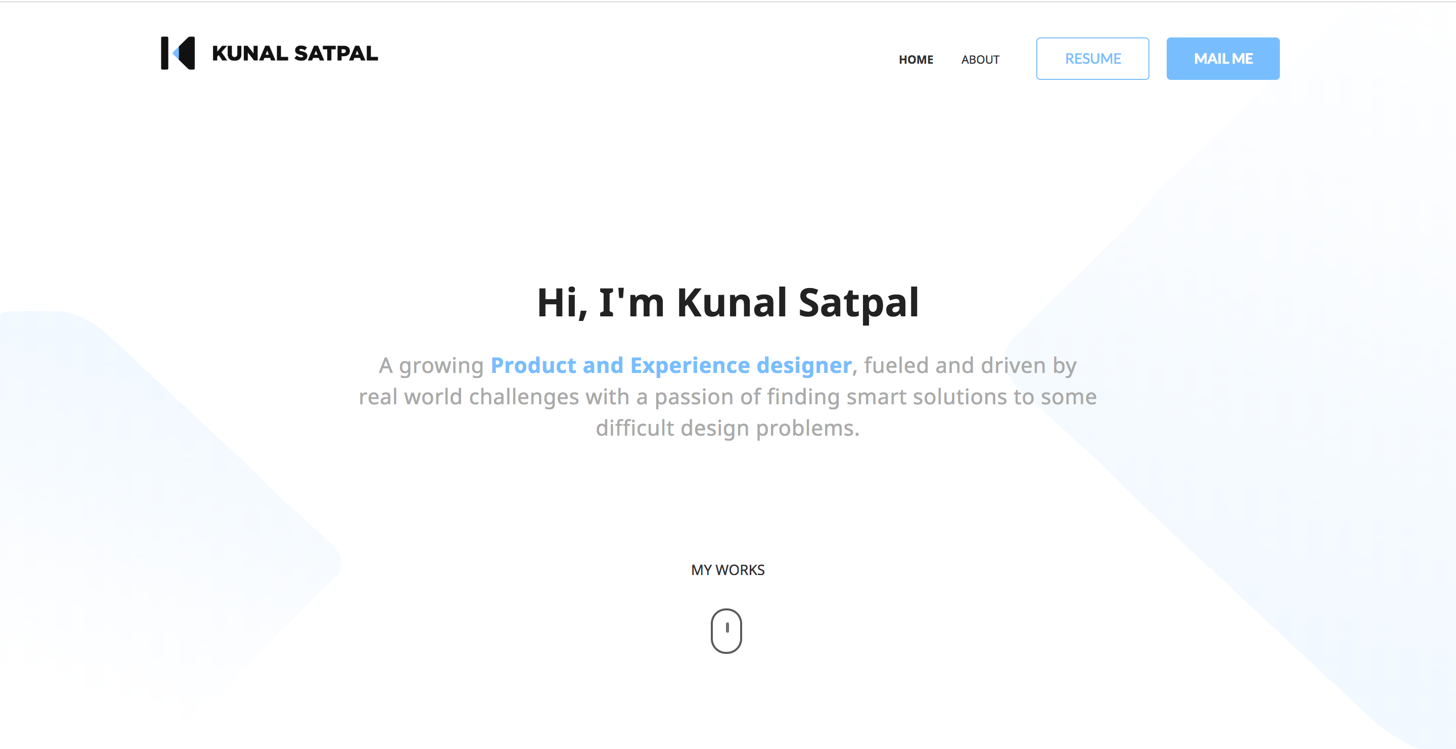 KUNAL SATPAL
HOME
ABOUT
RESUME
MAIL ME
Hi, I'm Kunal Satpal
A growing Product and Experience designer, fueled and driven by
real world challenges with a passion of finding smart solutions to some
difficult design problems.
MY WORKS